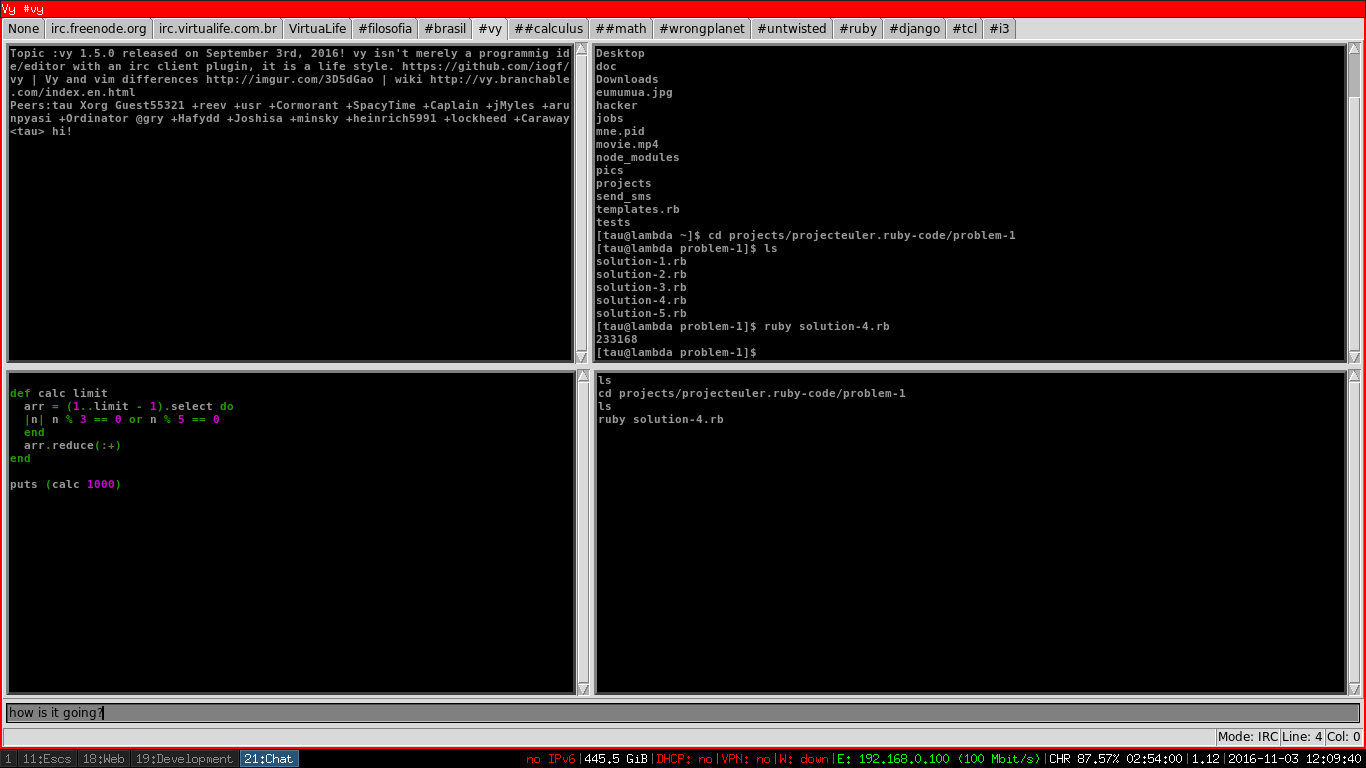 Vy #vy
None irc.freenode.org irc.virtualife.com.br VirtuaLife #filosofia #brasil #vy ##calculus ##math #wrongplanet #untwisted #ruby #django #tcl #i3
Topic :vy 1.5.0 released on September 3rd, 2016! vy isn't merely a programmig id
e/editor with an irc client plugin, it is a life style. https://github.com/iogf/
vy | Vy and vim differences http://imgur.com/3D5dGao | wiki http://vy.branchable
.com/index.en.html
Peers:tau Xorg Guest55321 +reev +usr +Cormorant +SpacyTime +Caplain +jMyles +aru
npyasi +Ordinator @gry +Hafydd +Joshisa +minsky +heinrich5991 +lockheed +Caraway
<tau> hi!
Desktop
doc
Downloads
eumumua.jpg
hacker
jobs
mne.pid
movie.mp4
node_modules
pics
projects
send_sms
templates.rb
tests
[tau@lambda ~]$ cd projects/projecteuler.ruby-code/problem-1
[tau@lambda problem-1]$ ls
solution-1.rb
solution-2.rb
solution-3.rb
solution-4.rb
solution-5.rb
[tau@lambda problem-1]$ ruby solution-4.rb
233168
[tau@lambda problem-1]$
def calc limit
  arr = (1..limit - 1).select do
  |n| n % 3 == 0 or n % 5 == 0
  end
  arr.reduce(:+)
end
puts (calc 1000)
ls
cd projects/projecteuler.ruby-code/problem-1
ls
ruby solution-4.rb
how is it going?
Mode: IRC Line: 4 Col: 0
1 11:Escs 18:Web 19:Development 21:Chat no IPv6|445.5 GiB|DHCP: no|VPN: no|W: down|E: 192.168.0.100 (100 Mbit/s)|CHR 87.57% 02:54:00|1.12|2016-11-03 12:09:40